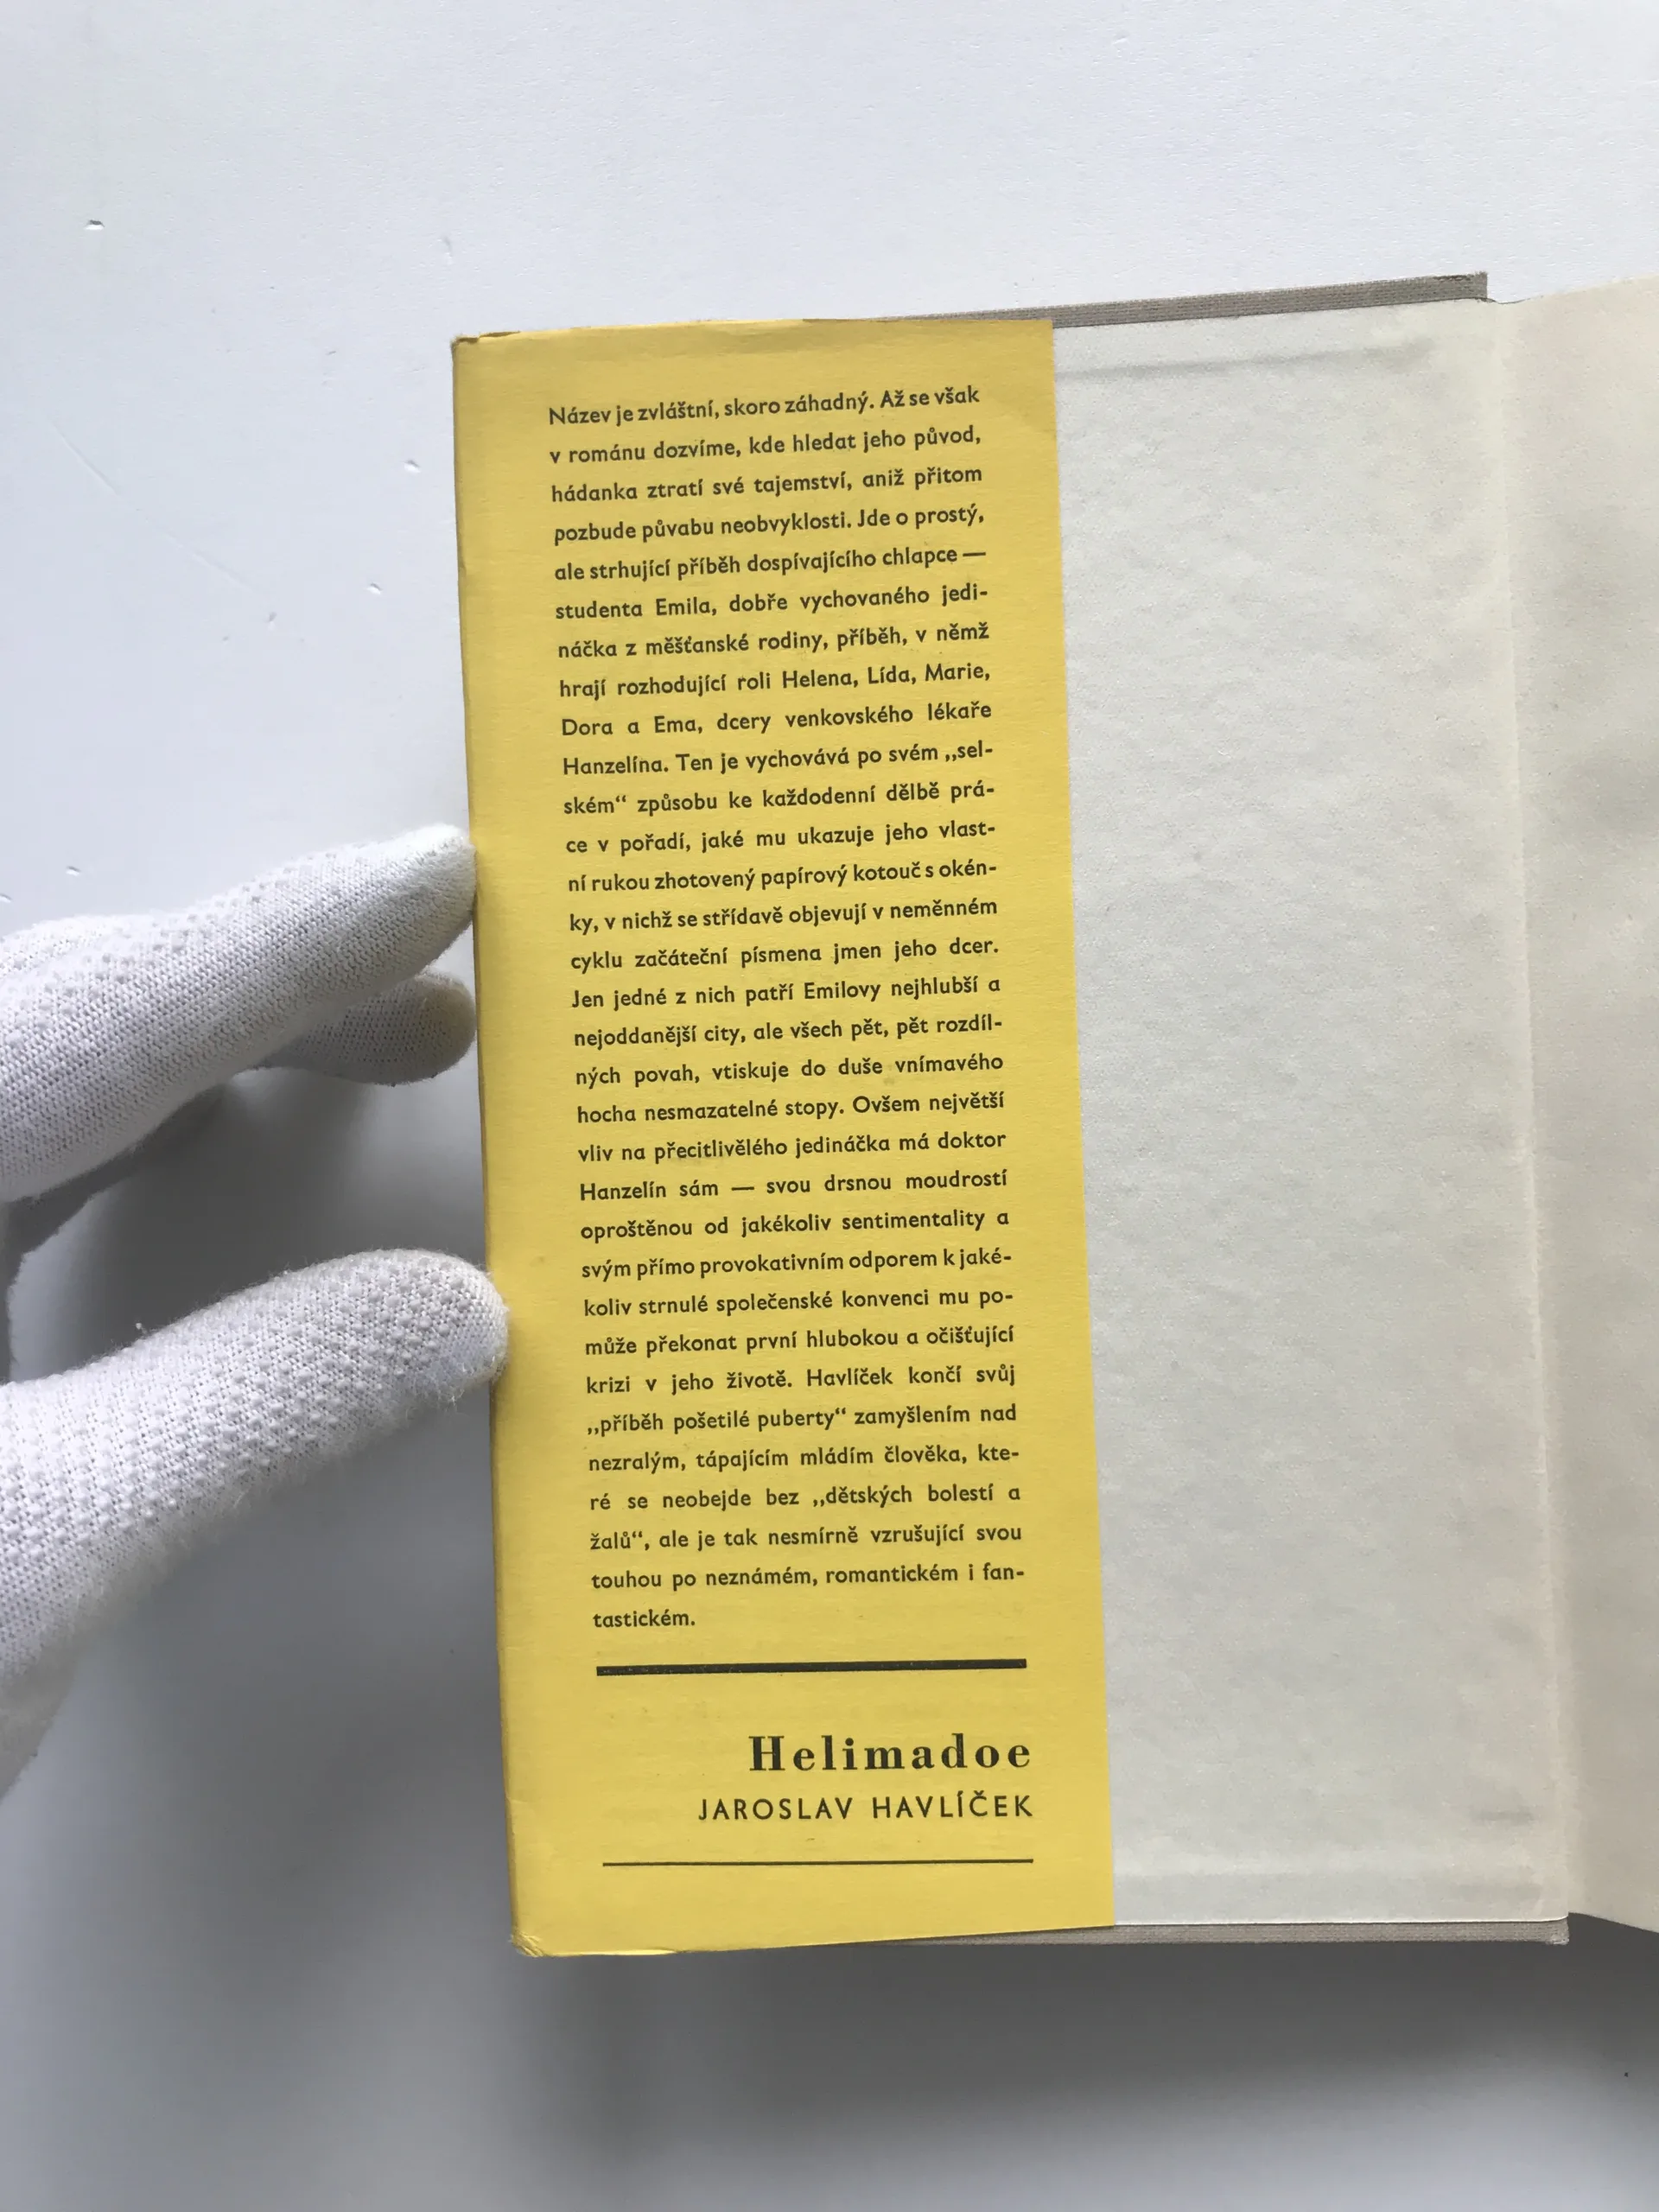 Název je zvláštní, skoro záhadný. Až se však
v románu dozvíme, kde hledat jeho původ,
hádanka ztratí své tajemství, aniž přitom
pozbude půvabu neobvyklosti. Jde o prostý,
ale strhující příběh dospívajícího chlapce —
studenta Emila, dobře vychovaného jedi-
náčka z měšťanské rodiny, příběh, v němž
hrají rozhodující roli Helena, Lída, Marie,
Dora a Ema, dcery venkovského lékaře
Hanzelína. Ten je vychovává po svém „sel-
ském“ způsobu ke každodenní dělbě prá-
ce v pořadí, jaké mu ukazuje jeho vlast-
ní rukou zhotovený papírový kotouč s okén-
ky, v nichž se střídavě objevují v neměnném
cyklu začáteční písmena jmen jeho dcer.
Jen jedné z nich patří Emilovy nejhlubší a
nejoddanější city, ale všech pět, pět rozdíl-
ných povah, vtiskuje do duše vnímavého
hocha nesmazatelné stopy. Ovšem největší
vliv na přecitlivělého jedináčka má doktor
Hanzelín sám — svou drsnou moudrostí
oproštěnou od jakékoliv sentimentality a
svým přímo provokativním odporem k jaké-
koliv strnulé společenské konvenci mu po-
může překonat první hlubokou a očišťující
krizi v jeho životě. Havlíček končí svůj
„příběh pošetilé puberty“ zamyšlením nad
nezralým, tápajícím mládím člověka, kte-
ré se neobejde bez „dětských bolestí a
žalů“, ale je tak nesmírně vzrušující svou
touhou po neznámém, romantickém i fan-
tastickém.
Helimadoe
JAROSLAV HAVLÍČEK